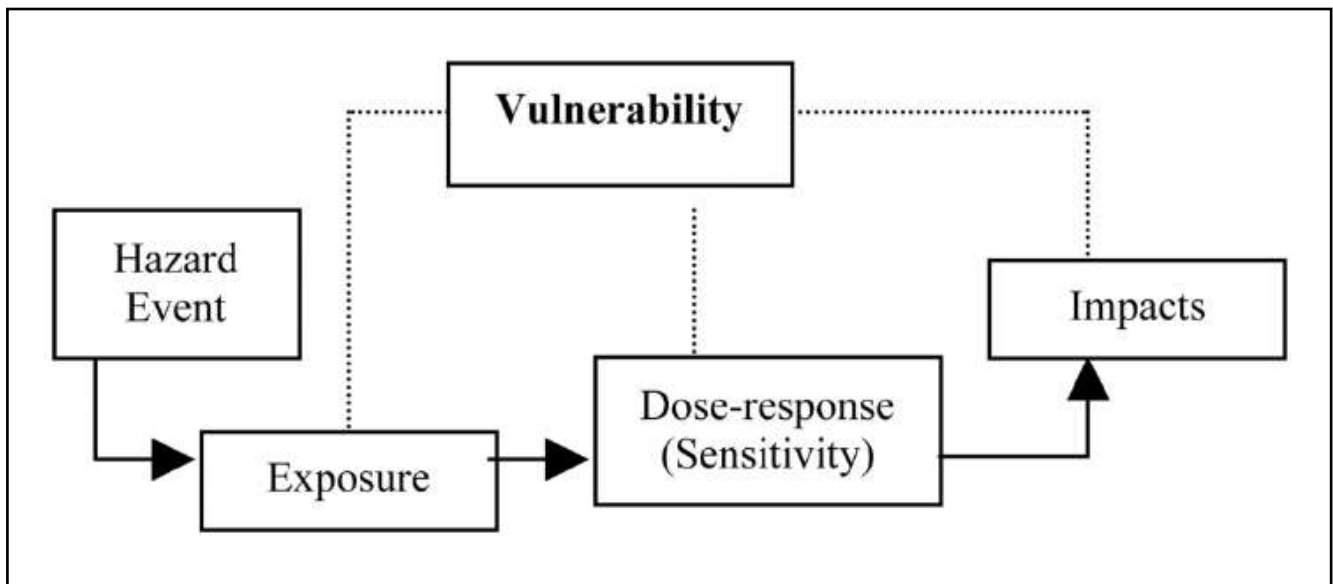 Vulnerability
Hazard
Event
Impacts
Dose-response
(Sensitivity)
Exposure